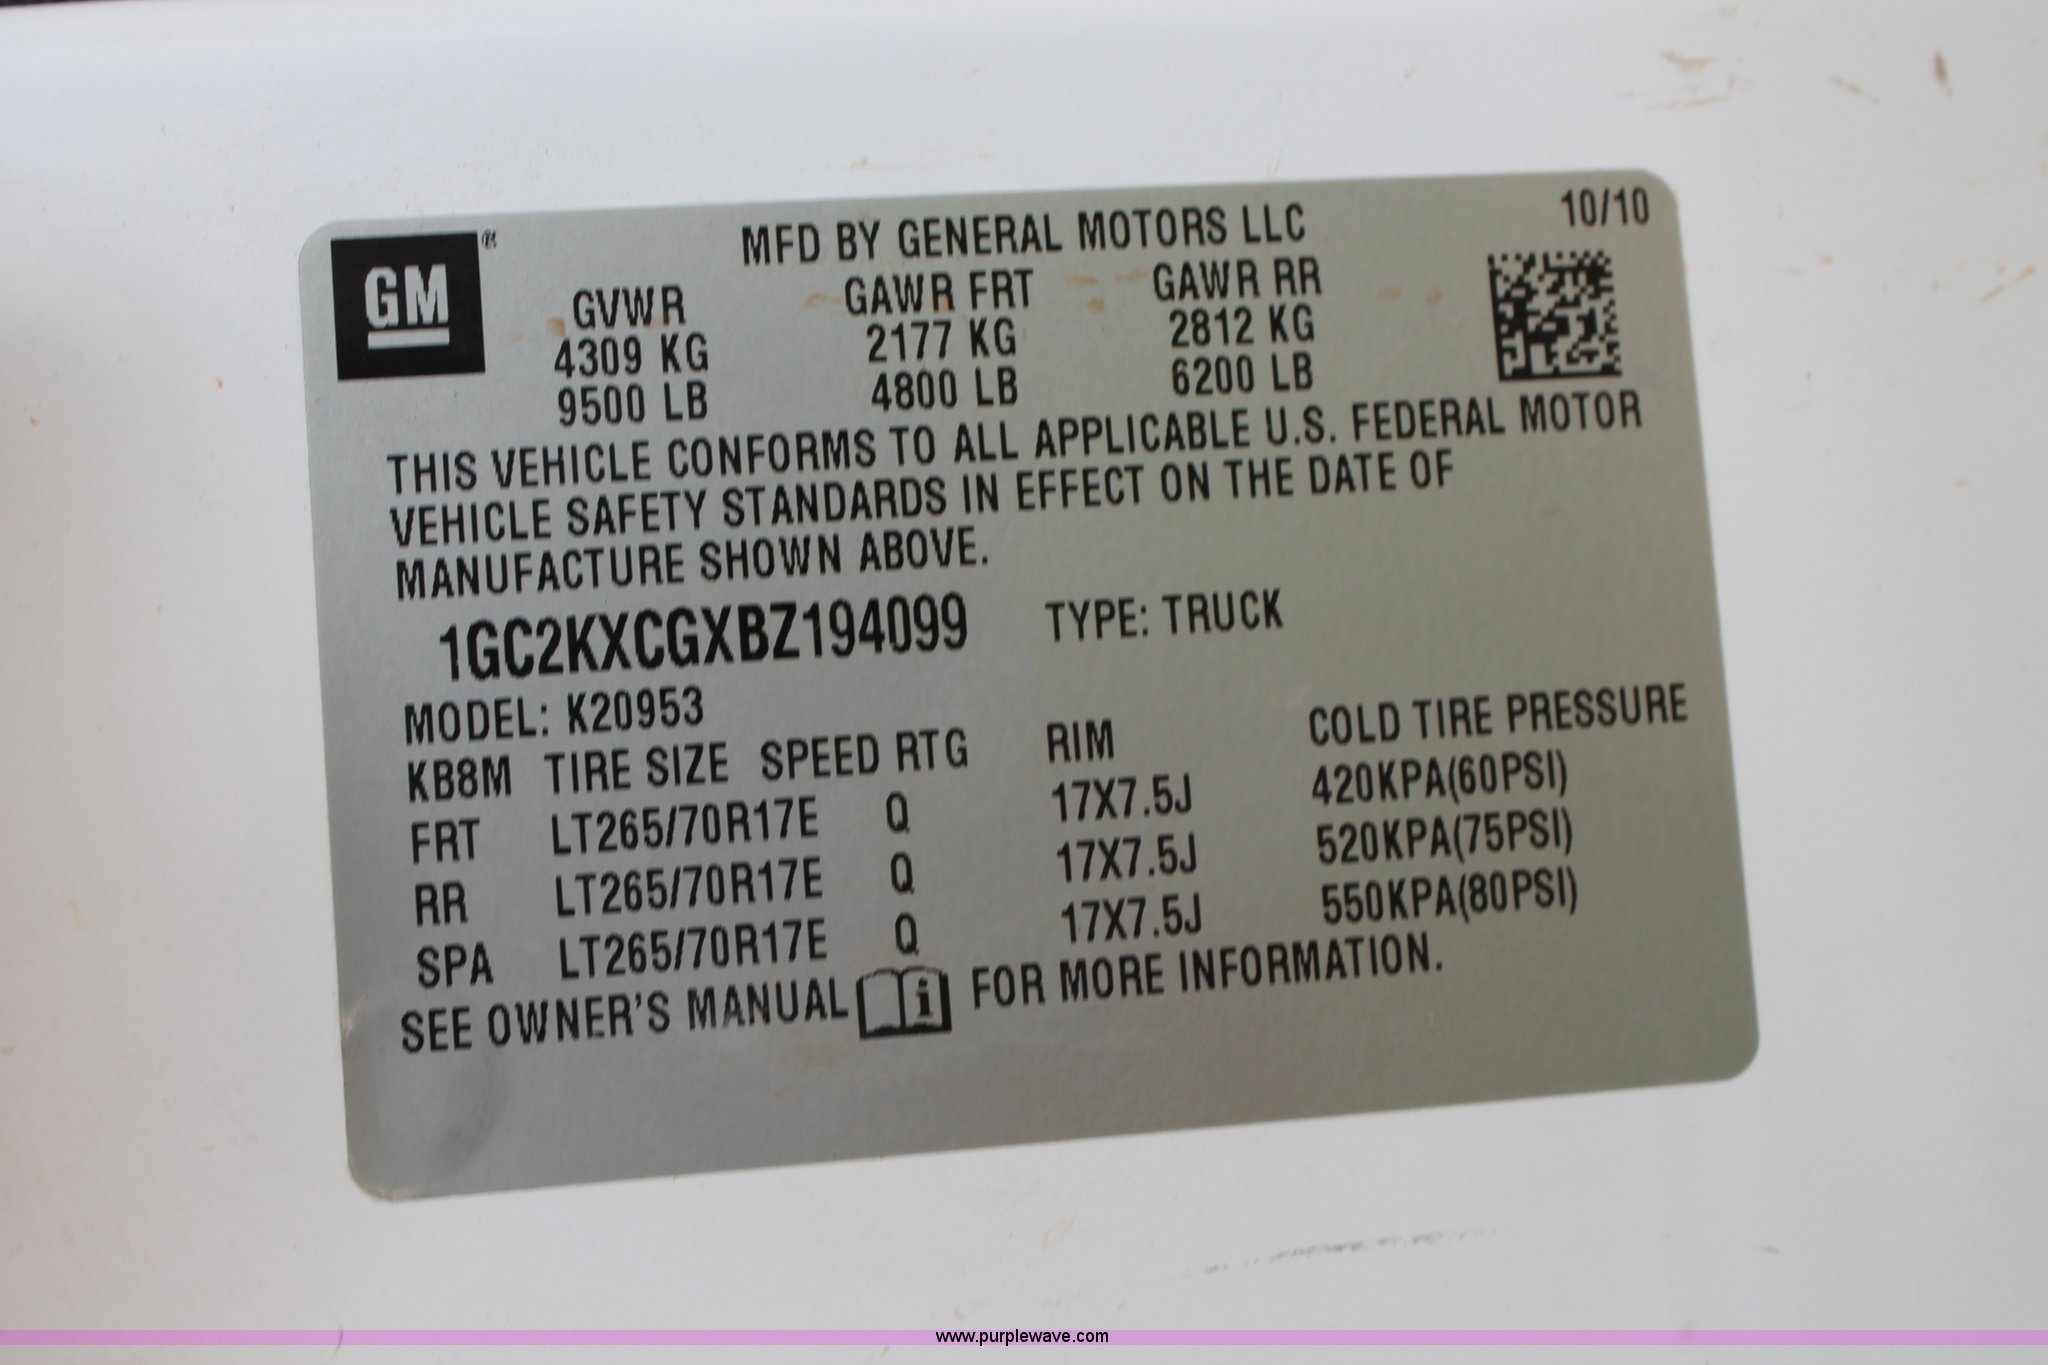 10/10
GM ®
MFD BY GENERAL MOTORS LLC
GVWR GAWR FRT GAWR RR
4309 KG 2177 KG 2812 KG
9500 LB 4800 LB 6200 LB
THIS VEHICLE CONFORMS TO ALL APPLICABLE U.S. FEDERAL MOTOR
VEHICLE SAFETY STANDARDS IN EFFECT ON THE DATE OF
MANUFACTURE SHOWN ABOVE.
1GC2KXCGXBZ194099 TYPE: TRUCK
MODEL: K20953
KB8M TIRE SIZE SPEED RTG RIM COLD TIRE PRESSURE
FRT LT265/70R17E Q 17X7.5J 420KPA(60PSI)
RR LT265/70R17E Q 17X7.5J 520KPA(75PSI)
SPA LT265/70R17E Q 17X7.5J 550KPA(80PSI)
SEE OWNER'S MANUAL i FOR MORE INFORMATION.
www.purplewave.com